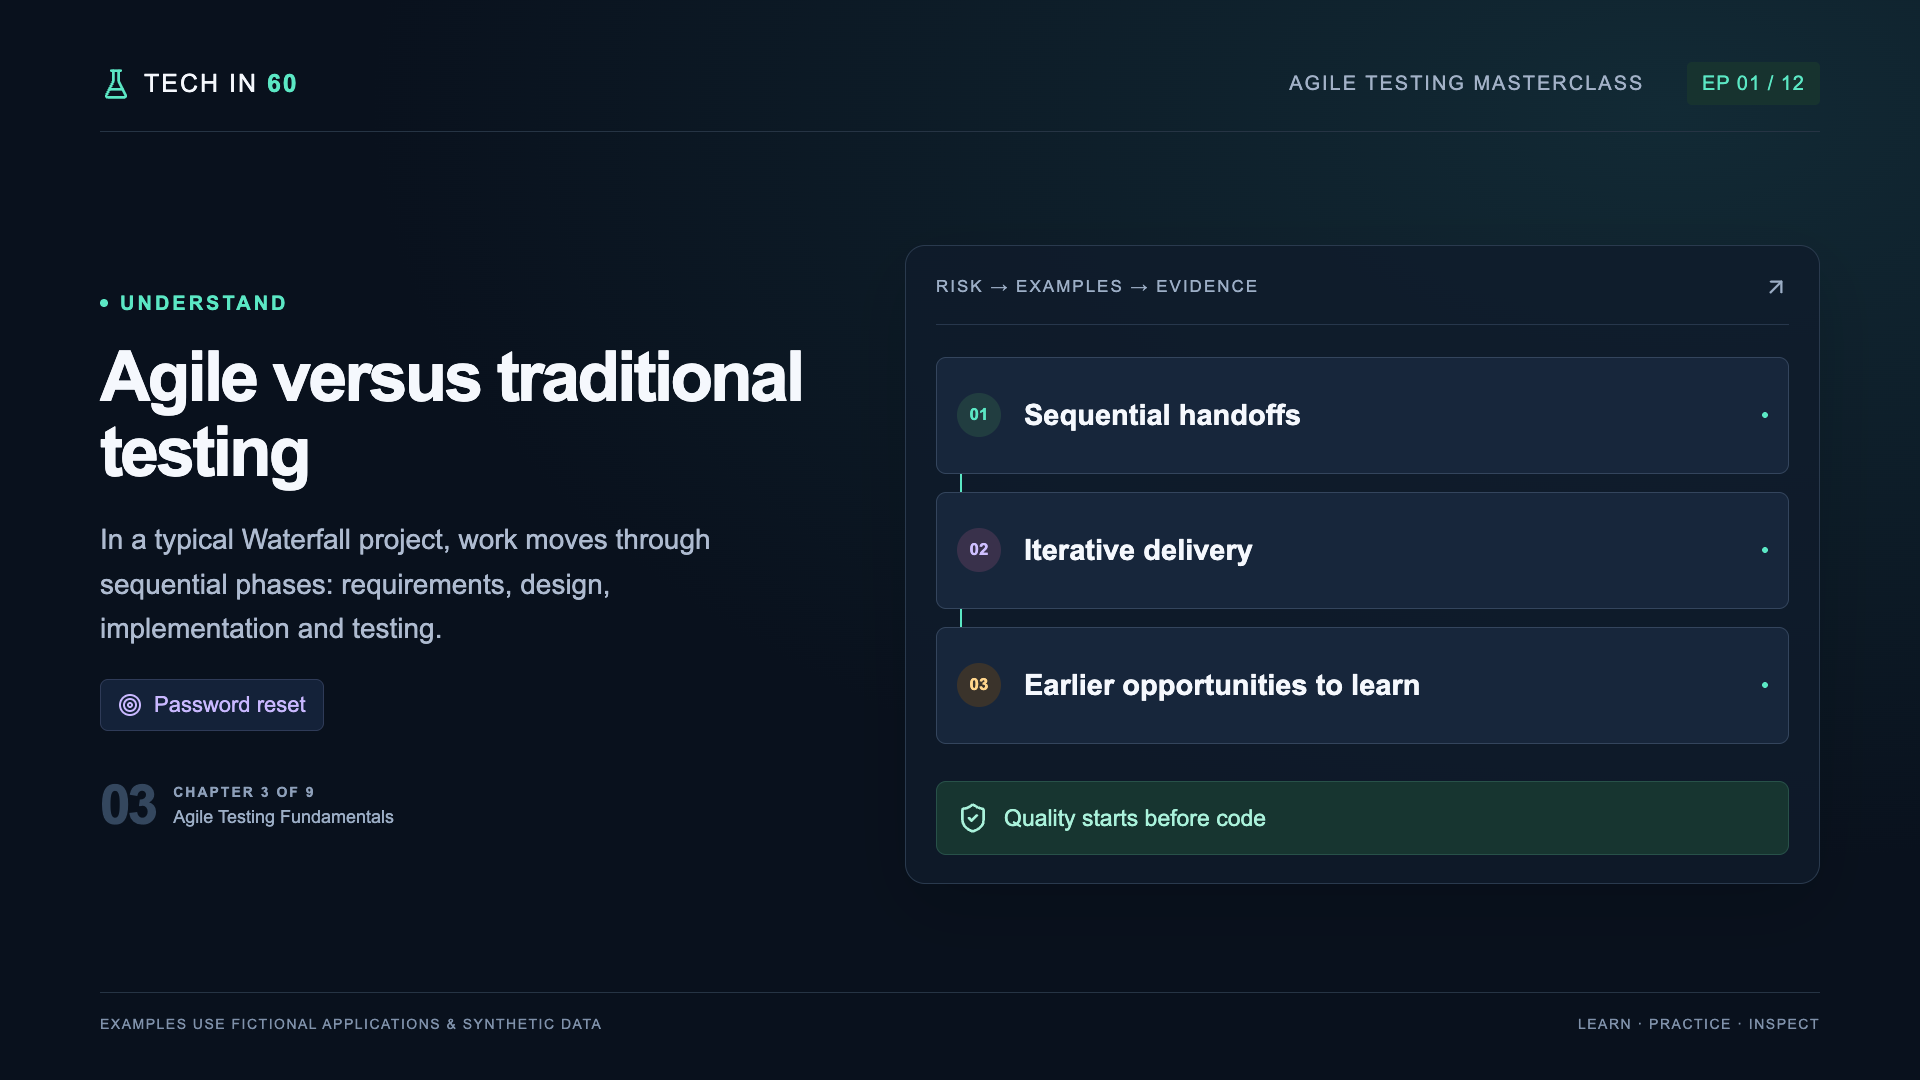 TECH IN 60
AGILE TESTING MASTERCLASS
EP 01 / 12
• UNDERSTAND
Agile versus traditional
testing
In a typical Waterfall project, work moves through
sequential phases: requirements, design,
implementation and testing.
Password reset
03
CHAPTER 3 OF 9
Agile Testing Fundamentals
RISK → EXAMPLES → EVIDENCE
01 Sequential handoffs
02 Iterative delivery
03 Earlier opportunities to learn
Quality starts before code
EXAMPLES USE FICTIONAL APPLICATIONS & SYNTHETIC DATA
LEARN · PRACTICE · INSPECT